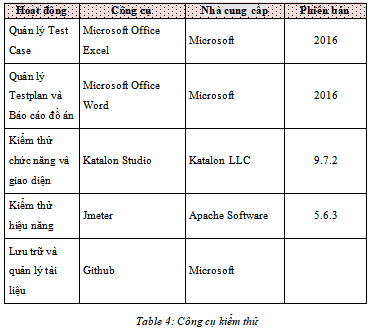 Hoạt động Công cụ Nhà cung cấp Phiên bản
Quản lý Test
Case
Microsoft Office
Excel
Microsoft
2016
Quản lý
Testplan và
Báo cáo đồ án
Microsoft Office
Word
Microsoft
2016
Kiểm thử
chức năng và
giao diện
Katalon Studio
Katalon LLC
9.7.2
Kiểm thử
hiệu năng
Jmeter
Apache Software
5.6.3
Lưu trữ và
quản lý tài
liệu
Github
Microsoft
Table 4: Công cụ kiểm thử